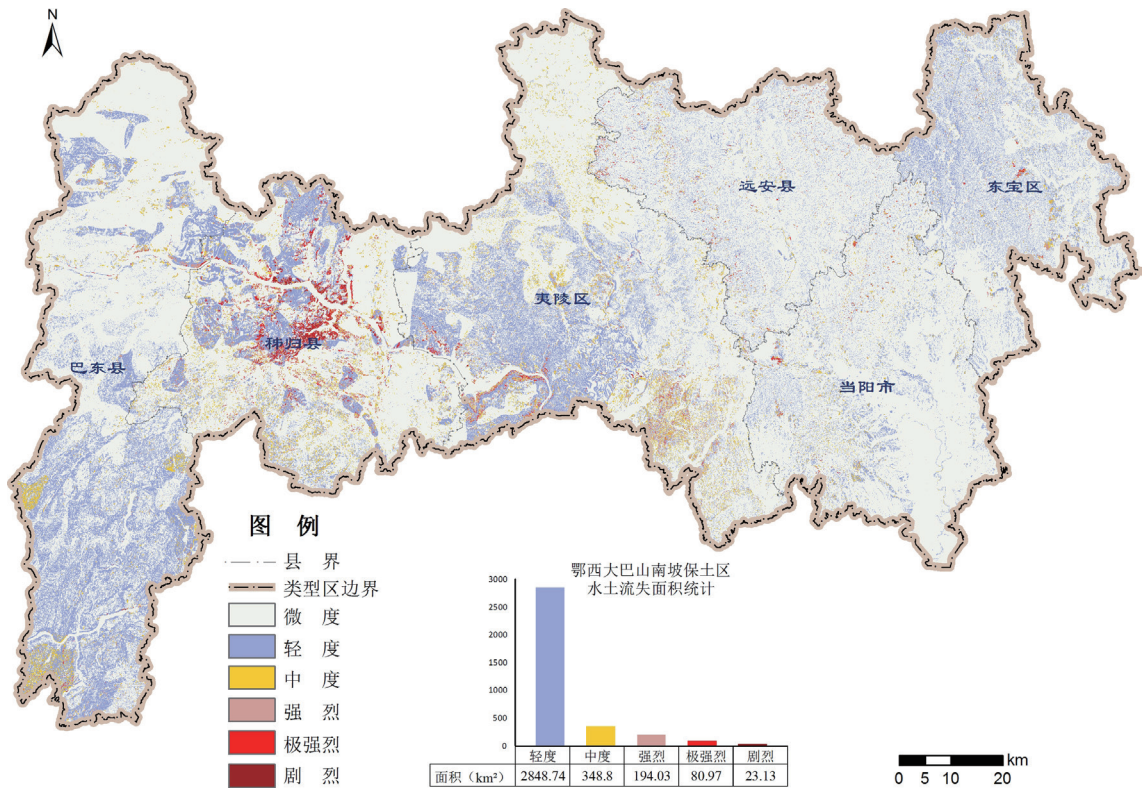 N
远安县
东宝区
夷陵区
秭归县
巴东县
当阳市
图 例
县 界
类型区边界
微 度
轻 度
中 度
强 烈
极强烈
剧 烈
鄂西大巴山南坡保土区
水土流失面积统计
3000
2500
2000
1500
1000
500
0
轻度 中度 强烈 极强烈 剧烈
面积（km²） 2848.74 348.8 194.03 80.97 23.13
km
0 5 10 20